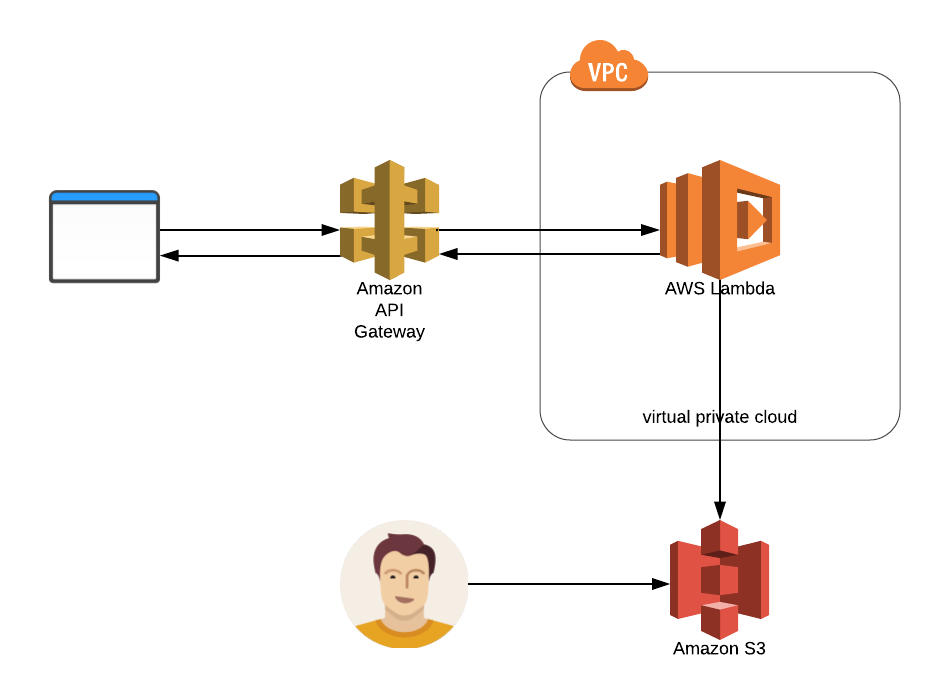 VPC
Amazon
API
Gateway
AWS Lambda
virtual private cloud
Amazon S3